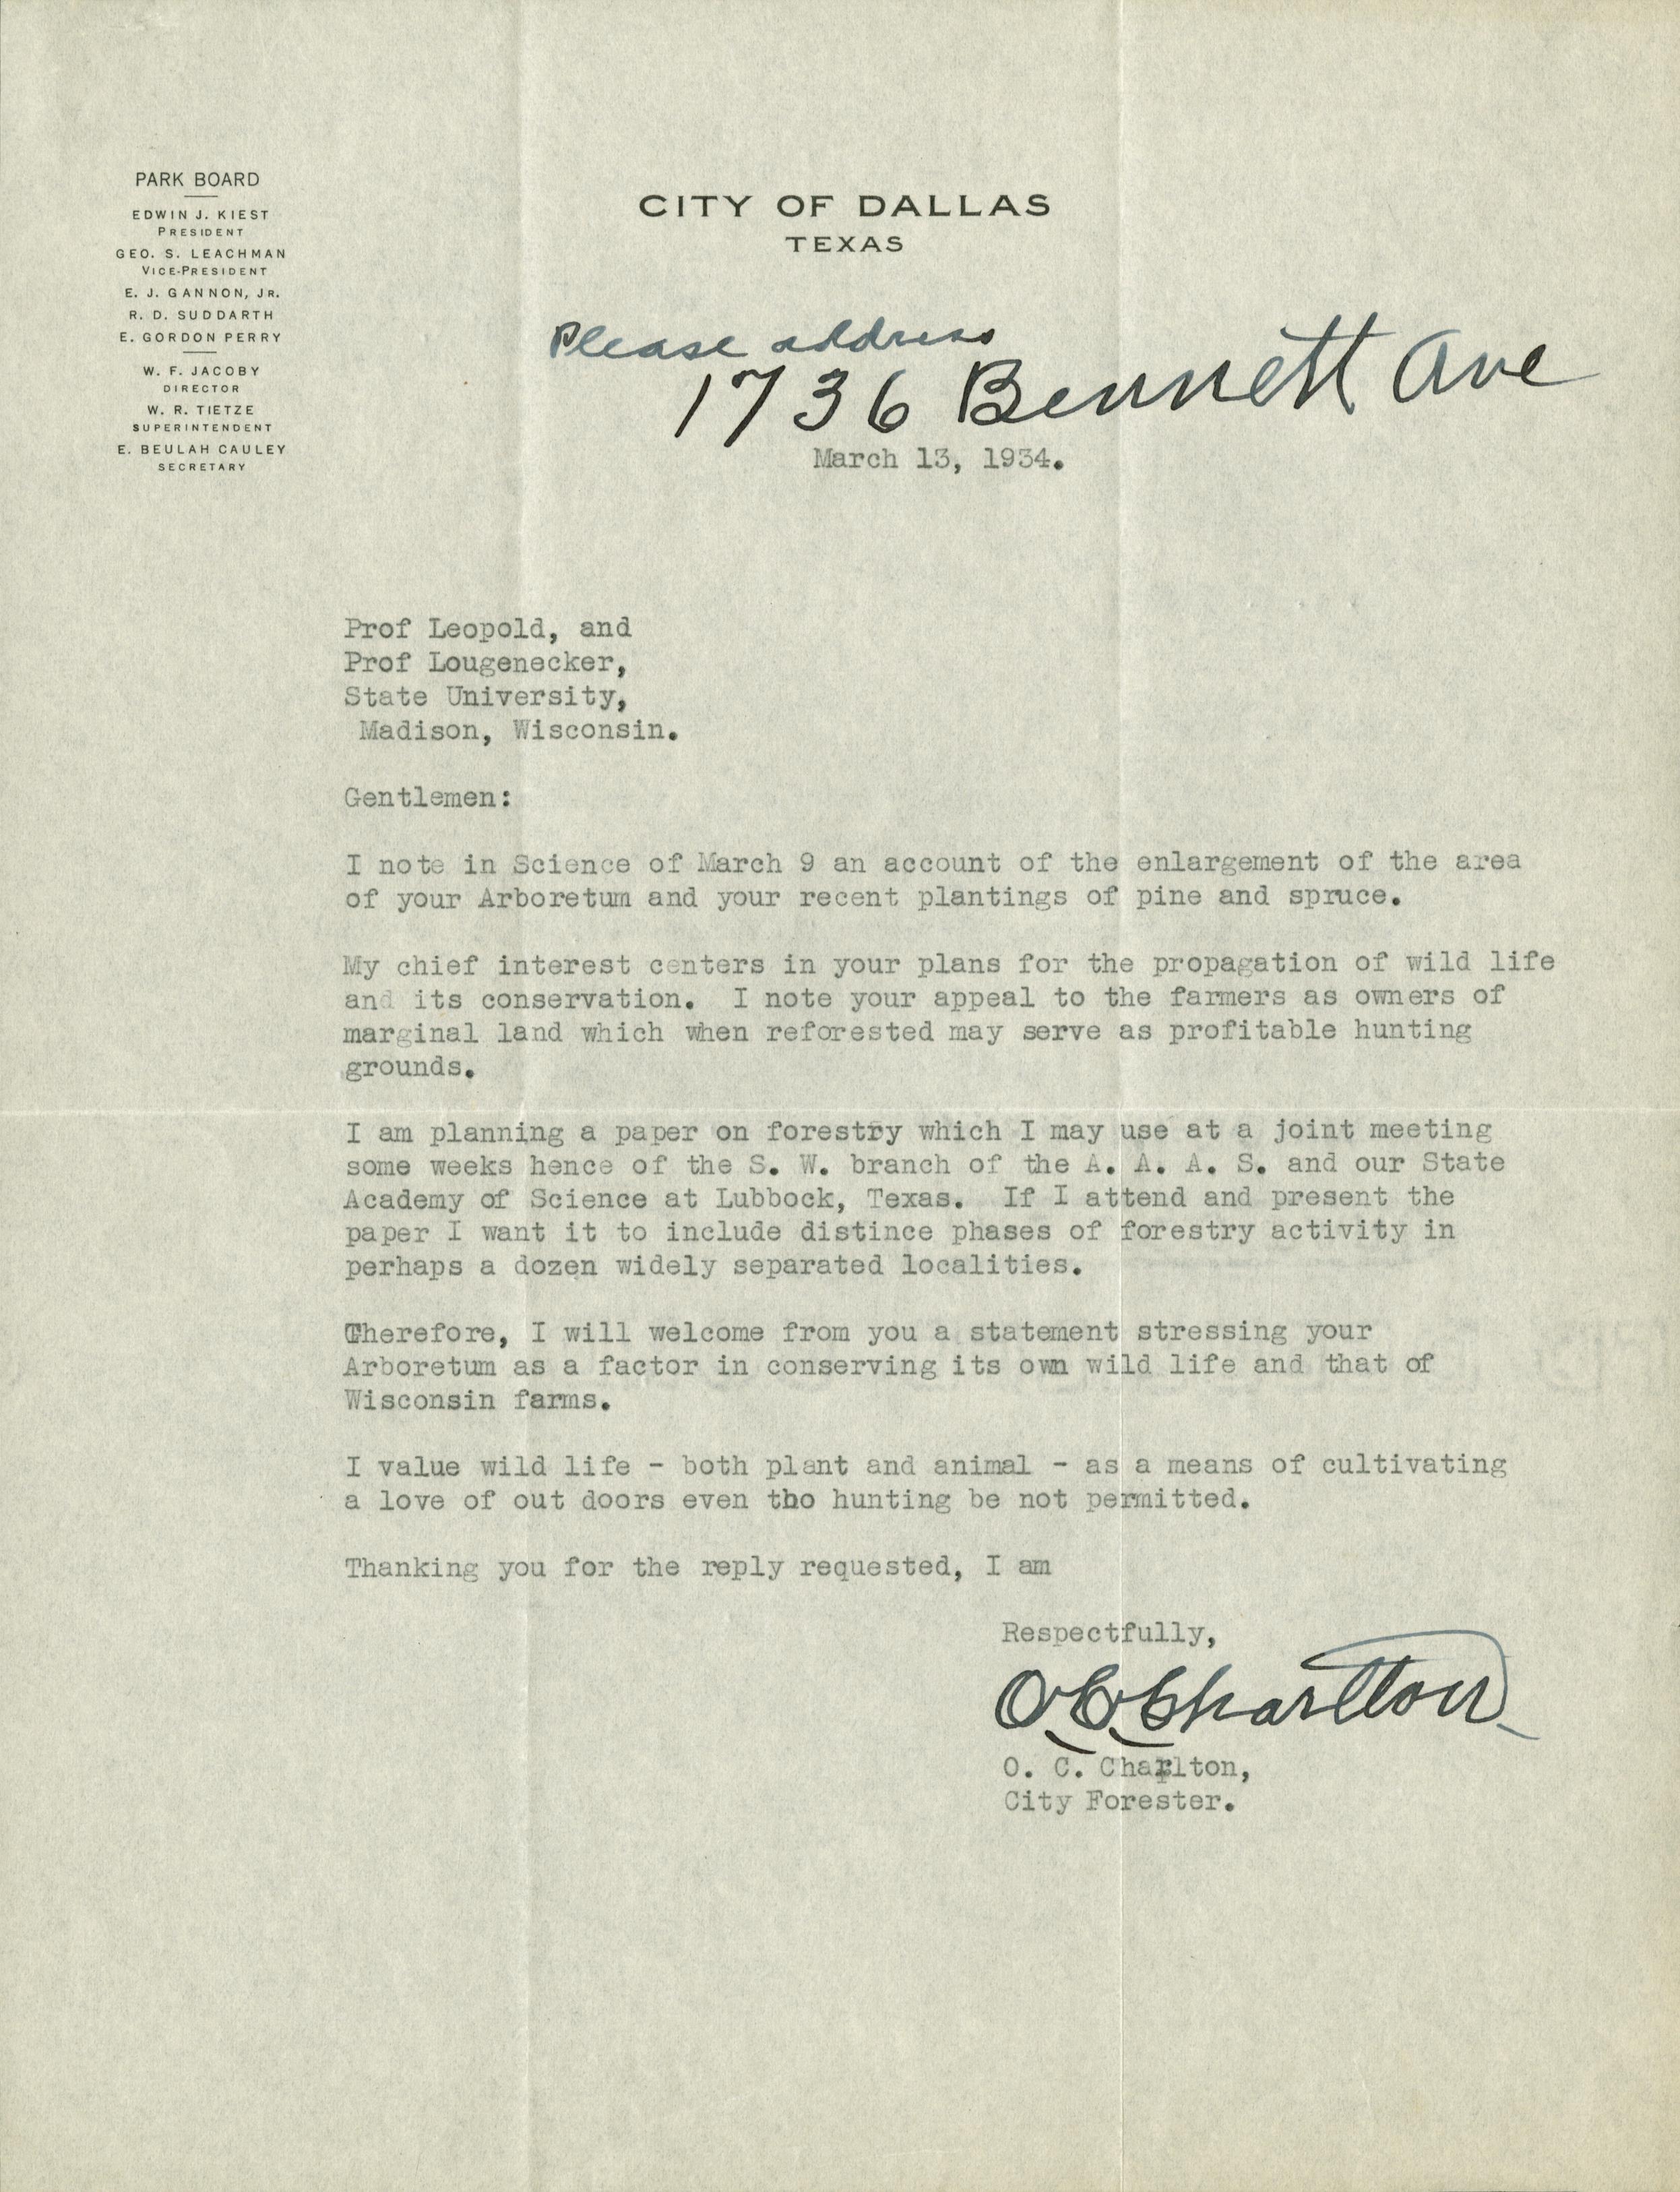 PARK BOARD
EDWIN J. KIEST
PRESIDENT
GEO. S. LEACHMAN
VICE-PRESIDENT
E. J. GANNON, JR.
R. D. SUDDARTH
E. GORDON PERRY
W. F. JACOBY
DIRECTOR
W. R. TIETZE
SUPERINTENDENT
E. BEULAH CAULEY
SECRETARY
CITY OF DALLAS
TEXAS
Please address
1736 Bennett Ave
March 13, 1934.
Prof Leopold, and
Prof Lougenecker,
State University,
Madison, Wisconsin.
Gentlemen:
I note in Science of March 9 an account of the enlargement of the area
of your Arboretum and your recent plantings of pine and spruce.
My chief interest centers in your plans for the propagation of wild life
and its conservation. I note your appeal to the farmers as owners of
marginal land which when reforested may serve as profitable hunting
grounds.
I am planning a paper on forestry which I may use at a joint meeting
some weeks hence of the S. W. branch of the A. A. A. S. and our State
Academy of Science at Lubbock, Texas. If I attend and present the
paper I want it to include distince phases of forestry activity in
perhaps a dozen widely separated localities.
Therefore, I will welcome from you a statement stressing your
Arboretum as a factor in conserving its own wild life and that of
Wisconsin farms.
I value wild life - both plant and animal - as a means of cultivating
a love of out doors even tho hunting be not permitted.
Thanking you for the reply requested, I am
Respectfully,
O C Charlton
O. C. Charlton,
City Forester.